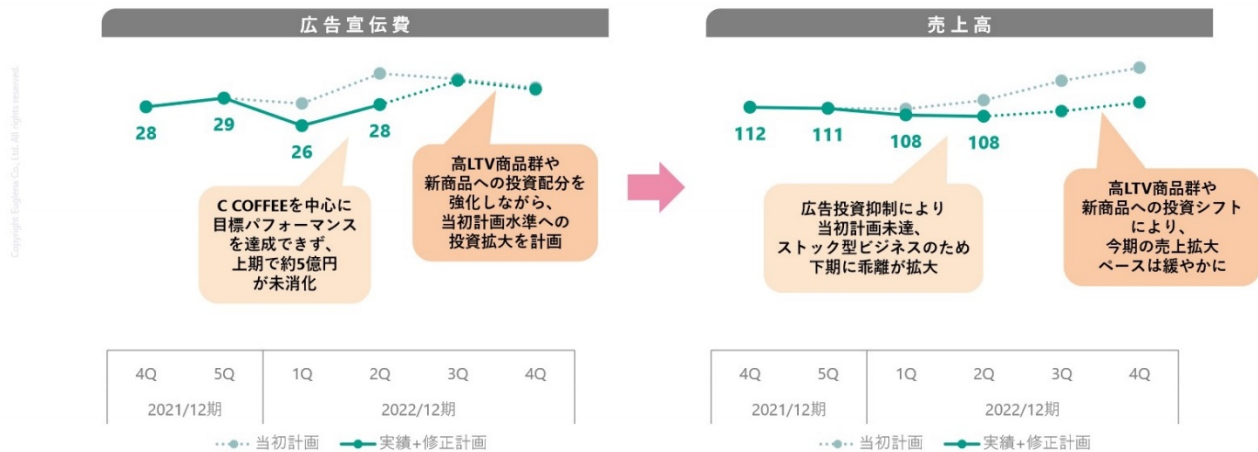 Copyright Euglena Co., Ltd. All rights reserved.
広告宣伝費
28
29
26
28
C COFFEEを中心に
目標パフォーマンス
を達成できず、
上期で約5億円
が未消化
高LTV商品群や
新商品への投資配分を
強化しながら、
当初計画水準への
投資拡大を計画
4Q 5Q 1Q 2Q 3Q 4Q
2021/12期 2022/12期
当初計画 実績+修正計画
売上高
112
111
108
108
広告投資抑制により
当初計画未達、
ストック型ビジネスのため
下期に乖離が拡大
高LTV商品群や
新商品への投資シフト
により、
今期の売上拡大
ペースは緩やかに
4Q 5Q 1Q 2Q 3Q 4Q
2021/12期 2022/12期
当初計画 実績+修正計画